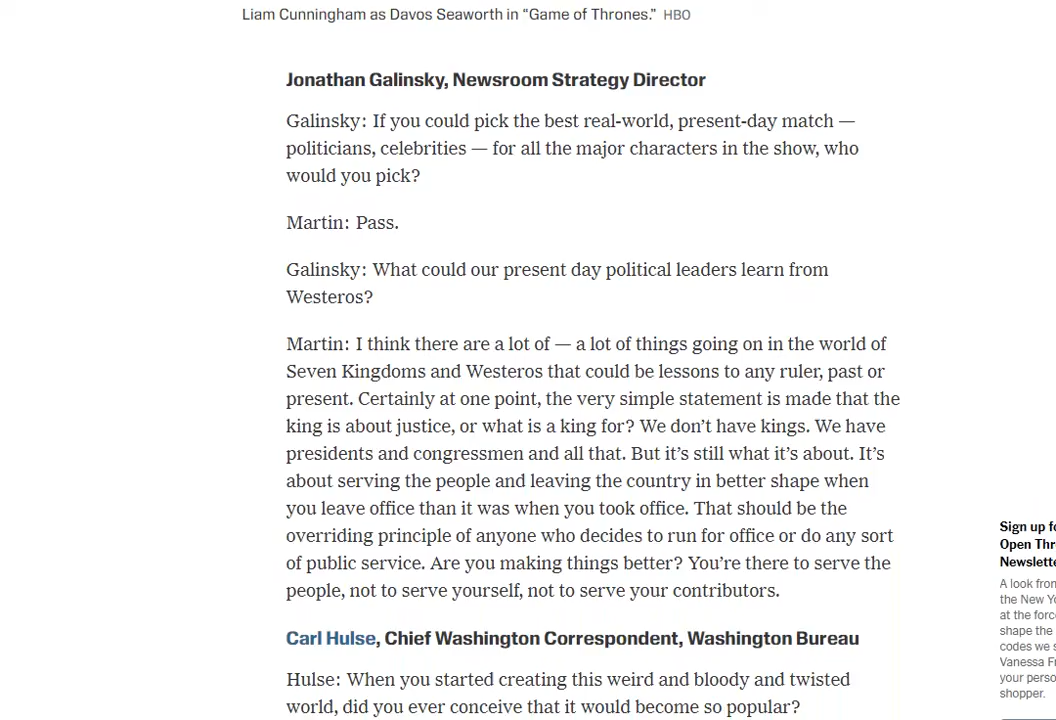 Liam Cunningham as Davos Seaworth in “Game of Thrones.” HBO
Jonathan Galinsky, Newsroom Strategy Director
Galinsky: If you could pick the best real-world, present-day match —
politicians, celebrities — for all the major characters in the show, who
would you pick?
Martin: Pass.
Galinsky: What could our present day political leaders learn from
Westeros?
Martin: I think there are a lot of — a lot of things going on in the world of
Seven Kingdoms and Westeros that could be lessons to any ruler, past or
present. Certainly at one point, the very simple statement is made that the
king is about justice, or what is a king for? We don’t have kings. We have
presidents and congressmen and all that. But it’s still what it’s about. It’s
about serving the people and leaving the country in better shape when
you leave office than it was when you took office. That should be the
overriding principle of anyone who decides to run for office or do any sort
of public service. Are you making things better? You’re there to serve the
people, not to serve yourself, not to serve your contributors.
Carl Hulse, Chief Washington Correspondent, Washington Bureau
Hulse: When you started creating this weird and bloody and twisted
world, did you ever conceive that it would become so popular?
Sign up fo
Open Thr
Newslette
A look from
the New Yo
at the force
shape the
codes we s
Vanessa Fr
your perso
shopper.